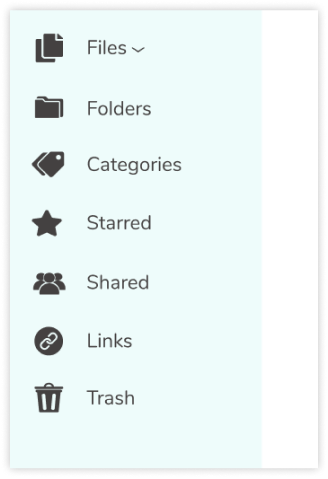 Files
Folders
Categories
Starred
Shared
Links
Trash